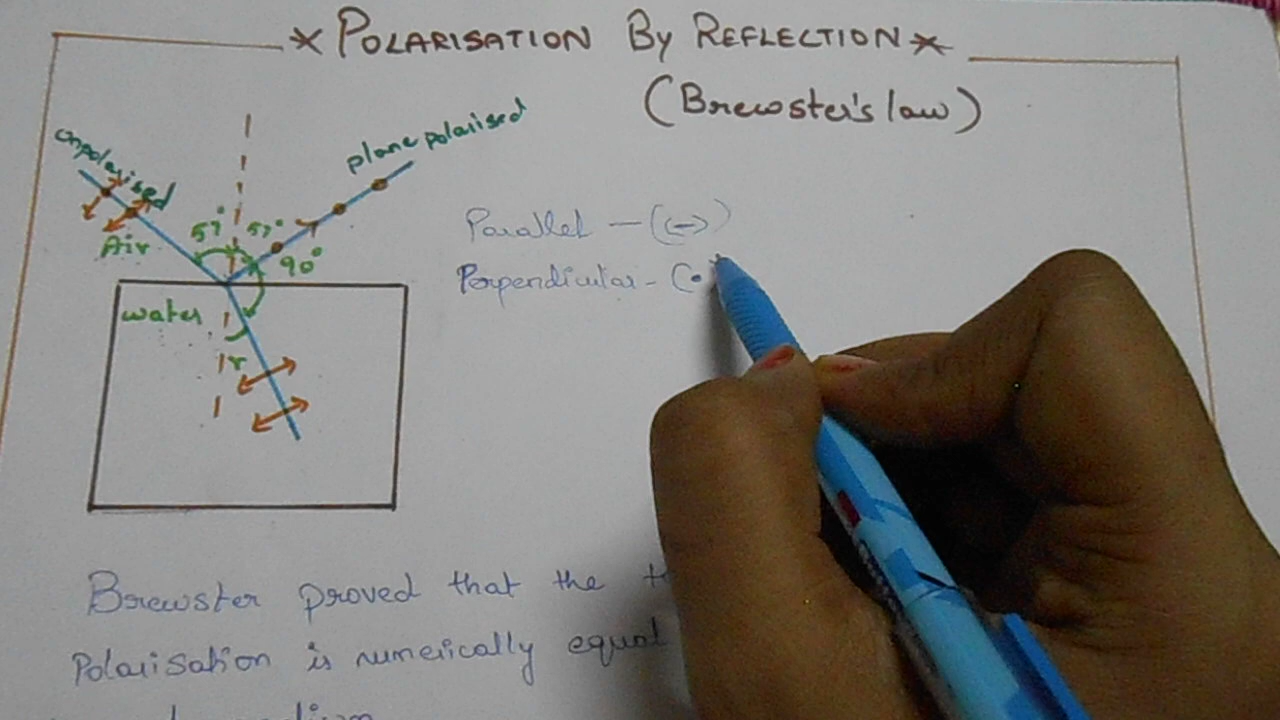 * POLARISATION By REFLECTION *
(Brewster's law)
unpolarised
plane polarised
Air
57° 57°
90°
water
r
Parallel – (↔)
Perpendicular - (•
Brewster proved that the
Polarisation is numerically equal